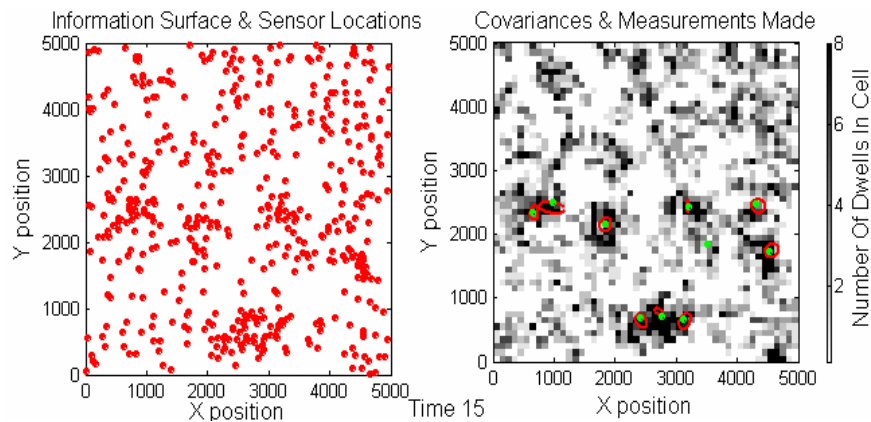 Information Surface & Sensor Locations
5000
4000
3000
2000
1000
0
Y position
0 1000 2000 3000 4000 5000
X position
Time 15
Covariances & Measurements Made
5000
4000
3000
2000
1000
0
Y position
0 1000 2000 3000 4000 5000
X position
8
6
4
2
Number Of Dwells In Cell